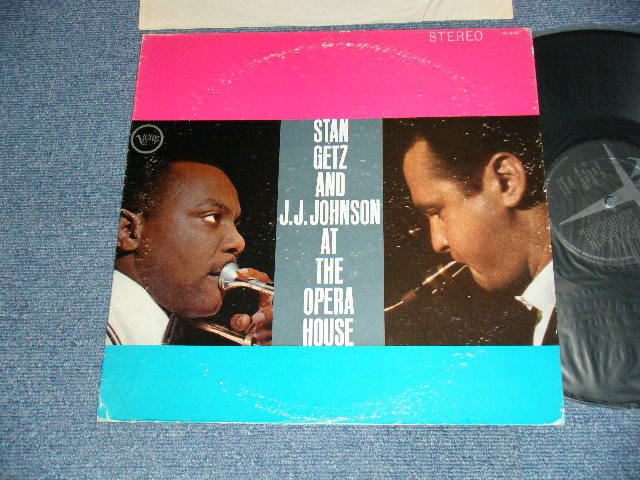 STEREO
Verve
STAN
GETZ
AND
J.J. JOHNSON
AT
THE
OPERA
HOUSE